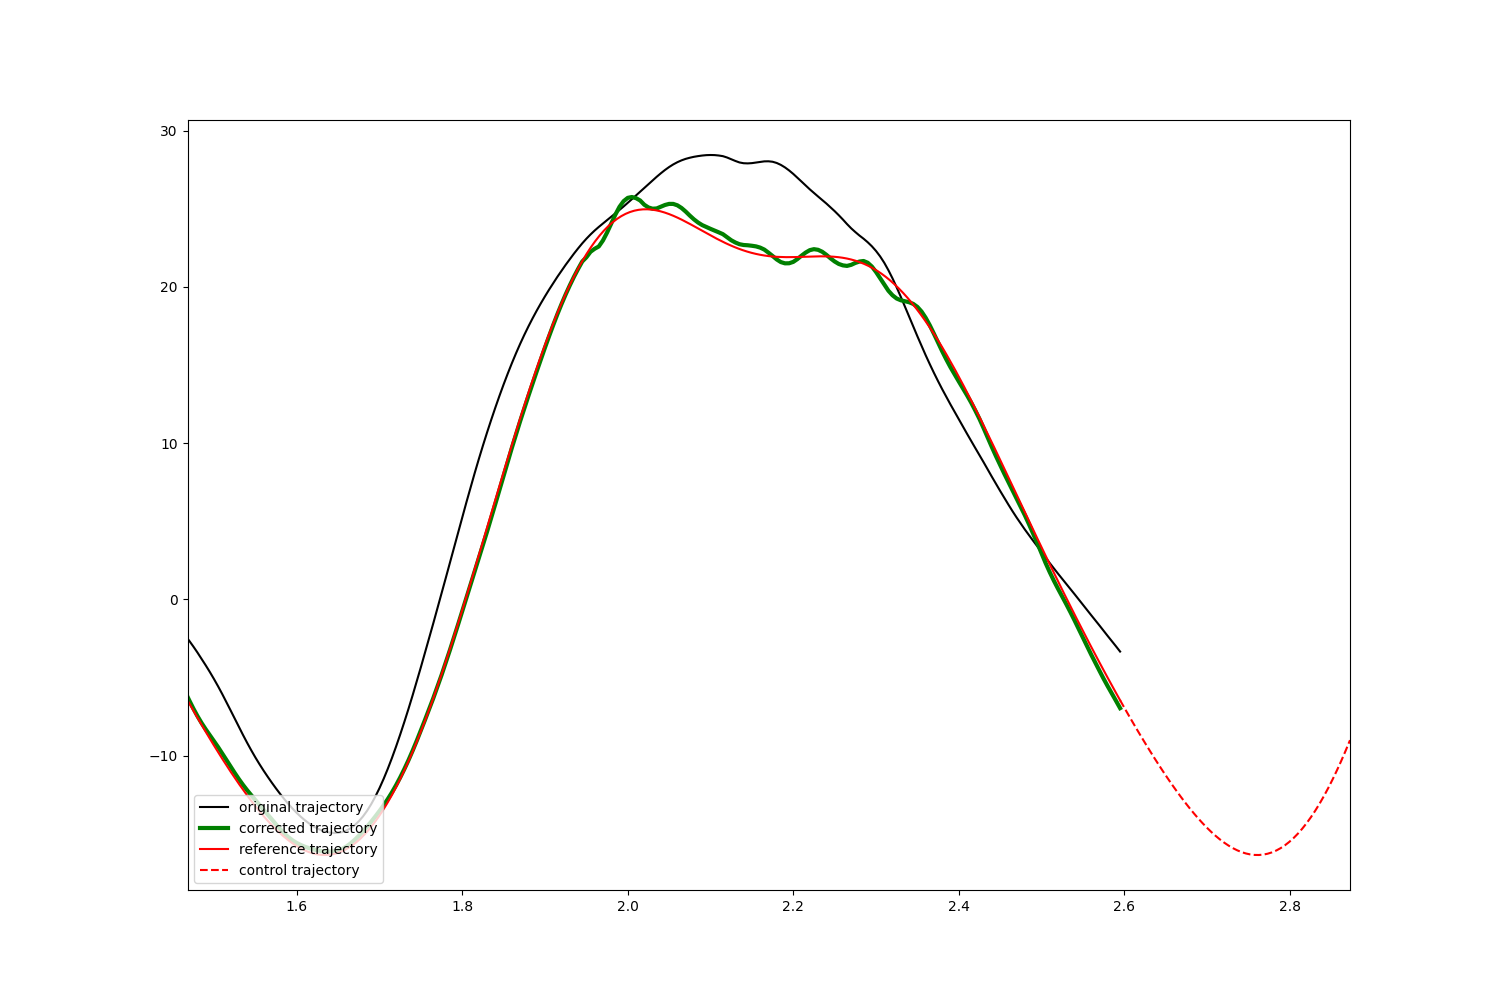 30
20
10
0
−10
original trajectory
corrected trajectory
reference trajectory
control trajectory
1.6 1.8 2.0 2.2 2.4 2.6 2.8